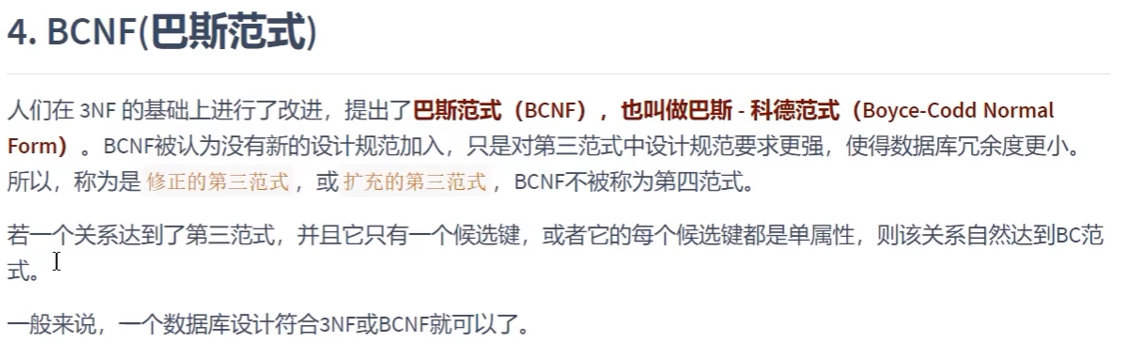 4. BCNF(巴斯范式)
人们在 3NF 的基础上进行了改进，提出了巴斯范式（BCNF），也叫做巴斯 - 科德范式（Boyce-Codd Normal
Form）。BCNF被认为没有新的设计规范加入，只是对第三范式中设计规范要求更强，使得数据库冗余度更小。
所以，称为是 修正的第三范式 ，或 扩充的第三范式 ，BCNF不被称为第四范式。
若一个关系达到了第三范式，并且它只有一个候选键，或者它的每个候选键都是单属性，则该关系自然达到BC范
式。
一般来说，一个数据库设计符合3NF或BCNF就可以了。